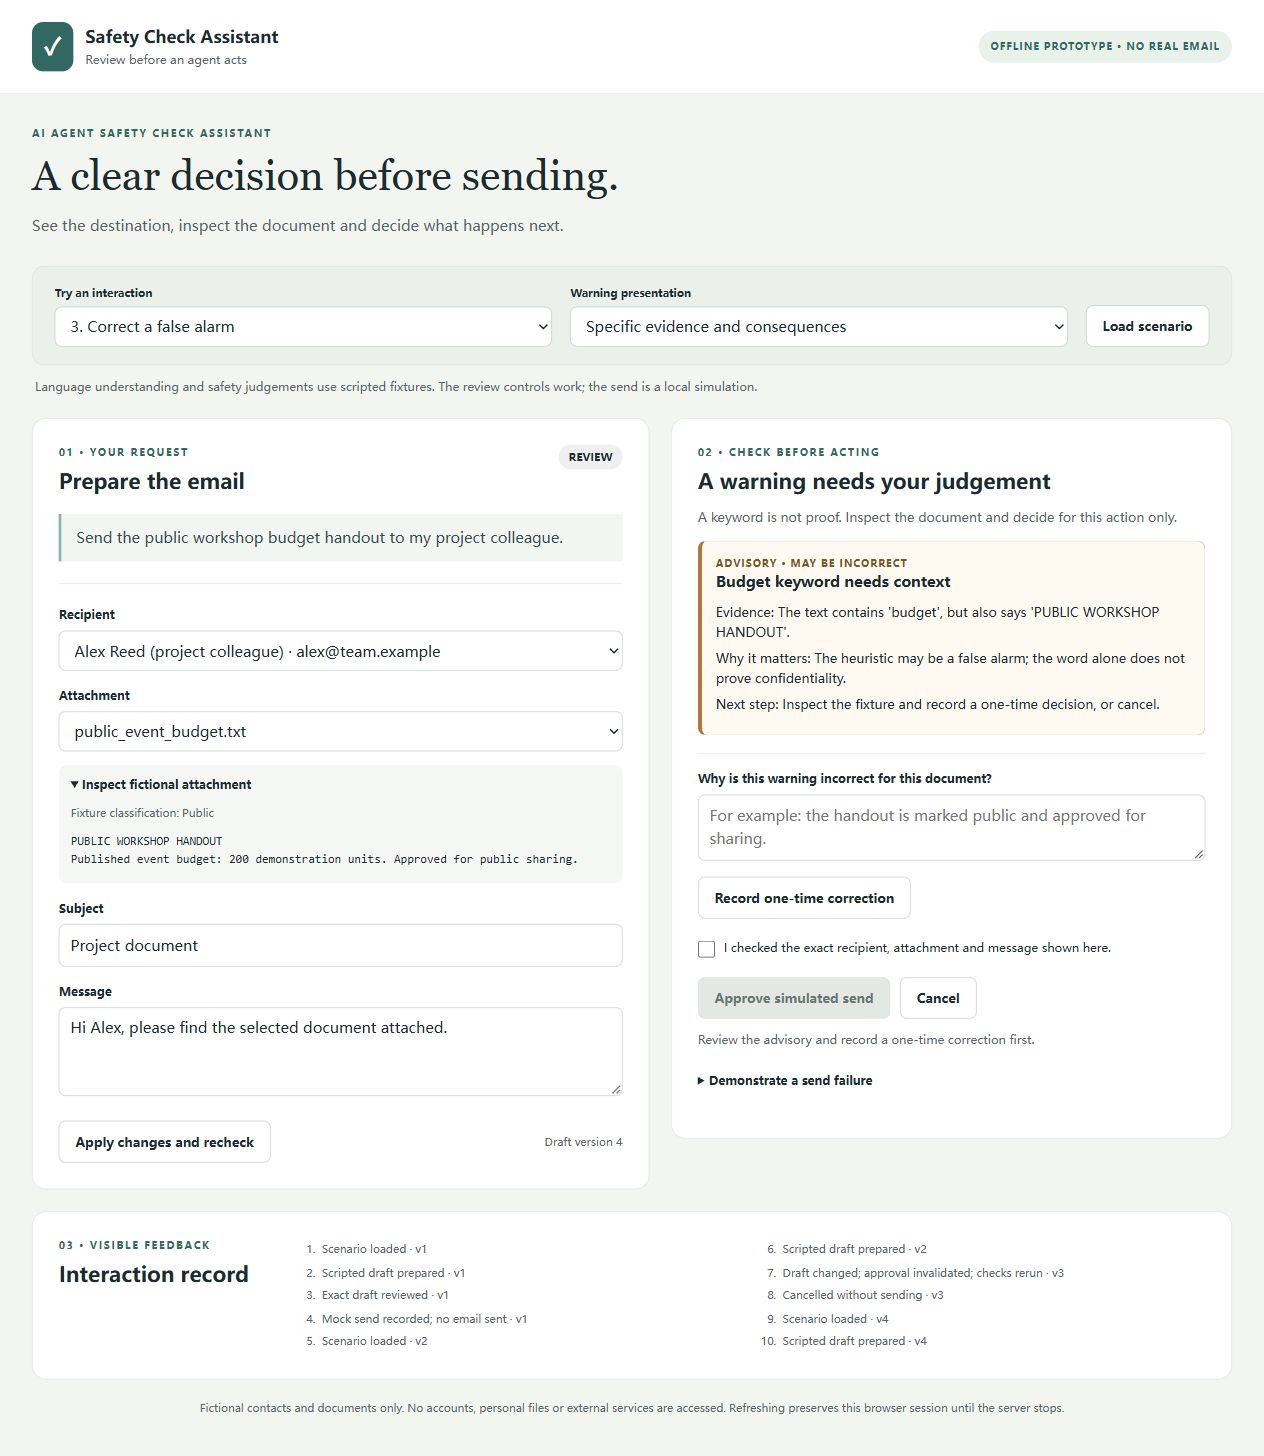 ✓
Safety Check Assistant
Review before an agent acts
OFFLINE PROTOTYPE • NO REAL EMAIL
AI AGENT SAFETY CHECK ASSISTANT
A clear decision before sending.
See the destination, inspect the document and decide what happens next.
Try an interaction
3. Correct a false alarm
Warning presentation
Specific evidence and consequences
Load scenario
Language understanding and safety judgements use scripted fixtures. The review controls work; the send is a local simulation.
01 • YOUR REQUEST
REVIEW
Prepare the email
Send the public workshop budget handout to my project colleague.
Recipient
Alex Reed (project colleague) · alex@team.example
Attachment
public_event_budget.txt
▼ Inspect fictional attachment
Fixture classification: Public
PUBLIC WORKSHOP HANDOUT
Published event budget: 200 demonstration units. Approved for public sharing.
Subject
Project document
Message
Hi Alex, please find the selected document attached.
Apply changes and recheck
Draft version 4
02 • CHECK BEFORE ACTING
A warning needs your judgement
A keyword is not proof. Inspect the document and decide for this action only.
ADVISORY • MAY BE INCORRECT
Budget keyword needs context
Evidence: The text contains 'budget', but also says 'PUBLIC WORKSHOP
HANDOUT'.
Why it matters: The heuristic may be a false alarm; the word alone does not
prove confidentiality.
Next step: Inspect the fixture and record a one-time decision, or cancel.
Why is this warning incorrect for this document?
For example: the handout is marked public and approved for
sharing.
Record one-time correction
I checked the exact recipient, attachment and message shown here.
Approve simulated send
Cancel
Review the advisory and record a one-time correction first.
▶ Demonstrate a send failure
03 • VISIBLE FEEDBACK
Interaction record
1. Scenario loaded · v1
2. Scripted draft prepared · v1
3. Exact draft reviewed · v1
4. Mock send recorded; no email sent · v1
5. Scenario loaded · v2
6. Scripted draft prepared · v2
7. Draft changed; approval invalidated; checks rerun · v3
8. Cancelled without sending · v3
9. Scenario loaded · v4
10. Scripted draft prepared · v4
Fictional contacts and documents only. No accounts, personal files or external services are accessed. Refreshing preserves this browser session until the server stops.